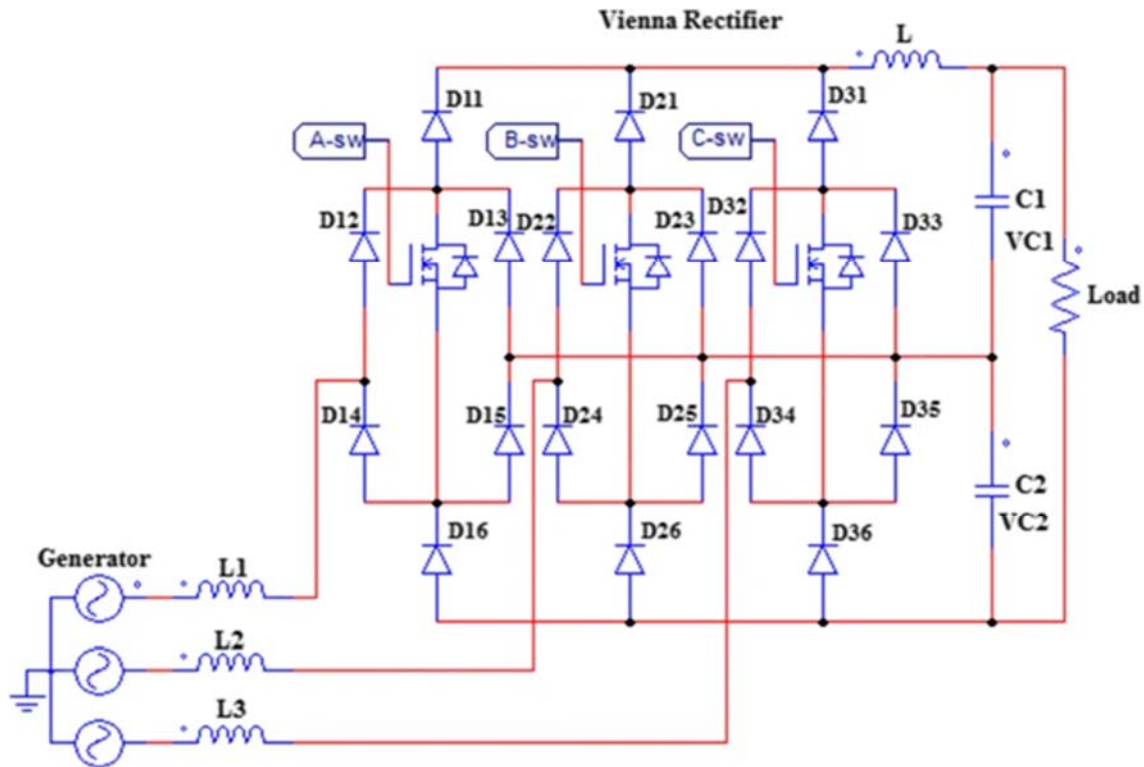 Vienna Rectifier
L
D11
D21
D31
A-sw
B-sw
C-sw
D12
D13
D22
D23
D32
D33
C1
VC1
Load
D14
D15
D24
D25
D34
D35
C2
VC2
D16
D26
D36
Generator
L1
L2
L3